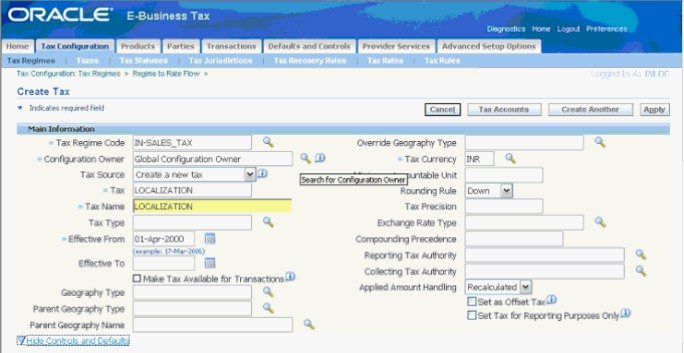 ORACLE® E-Business Tax
Diagnostics Home Logout Preferences
Home Tax Configuration Products Parties Transactions Defaults and Controls Provider Services Advanced Setup Options
Tax Regimes Taxes Tax Statuses Tax Jurisdictions Tax Recovery Rates Tax Rates Tax Rules
Tax Configuration: Tax Regimes > Regime to Rate Flow >
Logged In As
Create Tax
* Indicates required field
Cancel Tax Accounts Create Another Apply
Main Information
* Tax Regime Code IN-SALES_TAX
Override Geography Type
* Configuration Owner Global Configuration Owner
* Tax Currency INR
Tax Source Create a new tax
Search for Configuration Owner
ountable Unit
* Tax LOCALIZATION
Rounding Rule Down
* Tax Name LOCALIZATION
Tax Precision
Tax Type
Exchange Rate Type
* Effective From 01-Apr-2000
(example: 17-Mar-2006)
Compounding Precedence
Effective To
Reporting Tax Authority
Make Tax Available for Transactions
Collecting Tax Authority
Geography Type
Applied Amount Handling Recalculated
Parent Geography Type
Set as Offset Tax
Parent Geography Name
Set Tax for Reporting Purposes Only
Hide Controls and Defaults